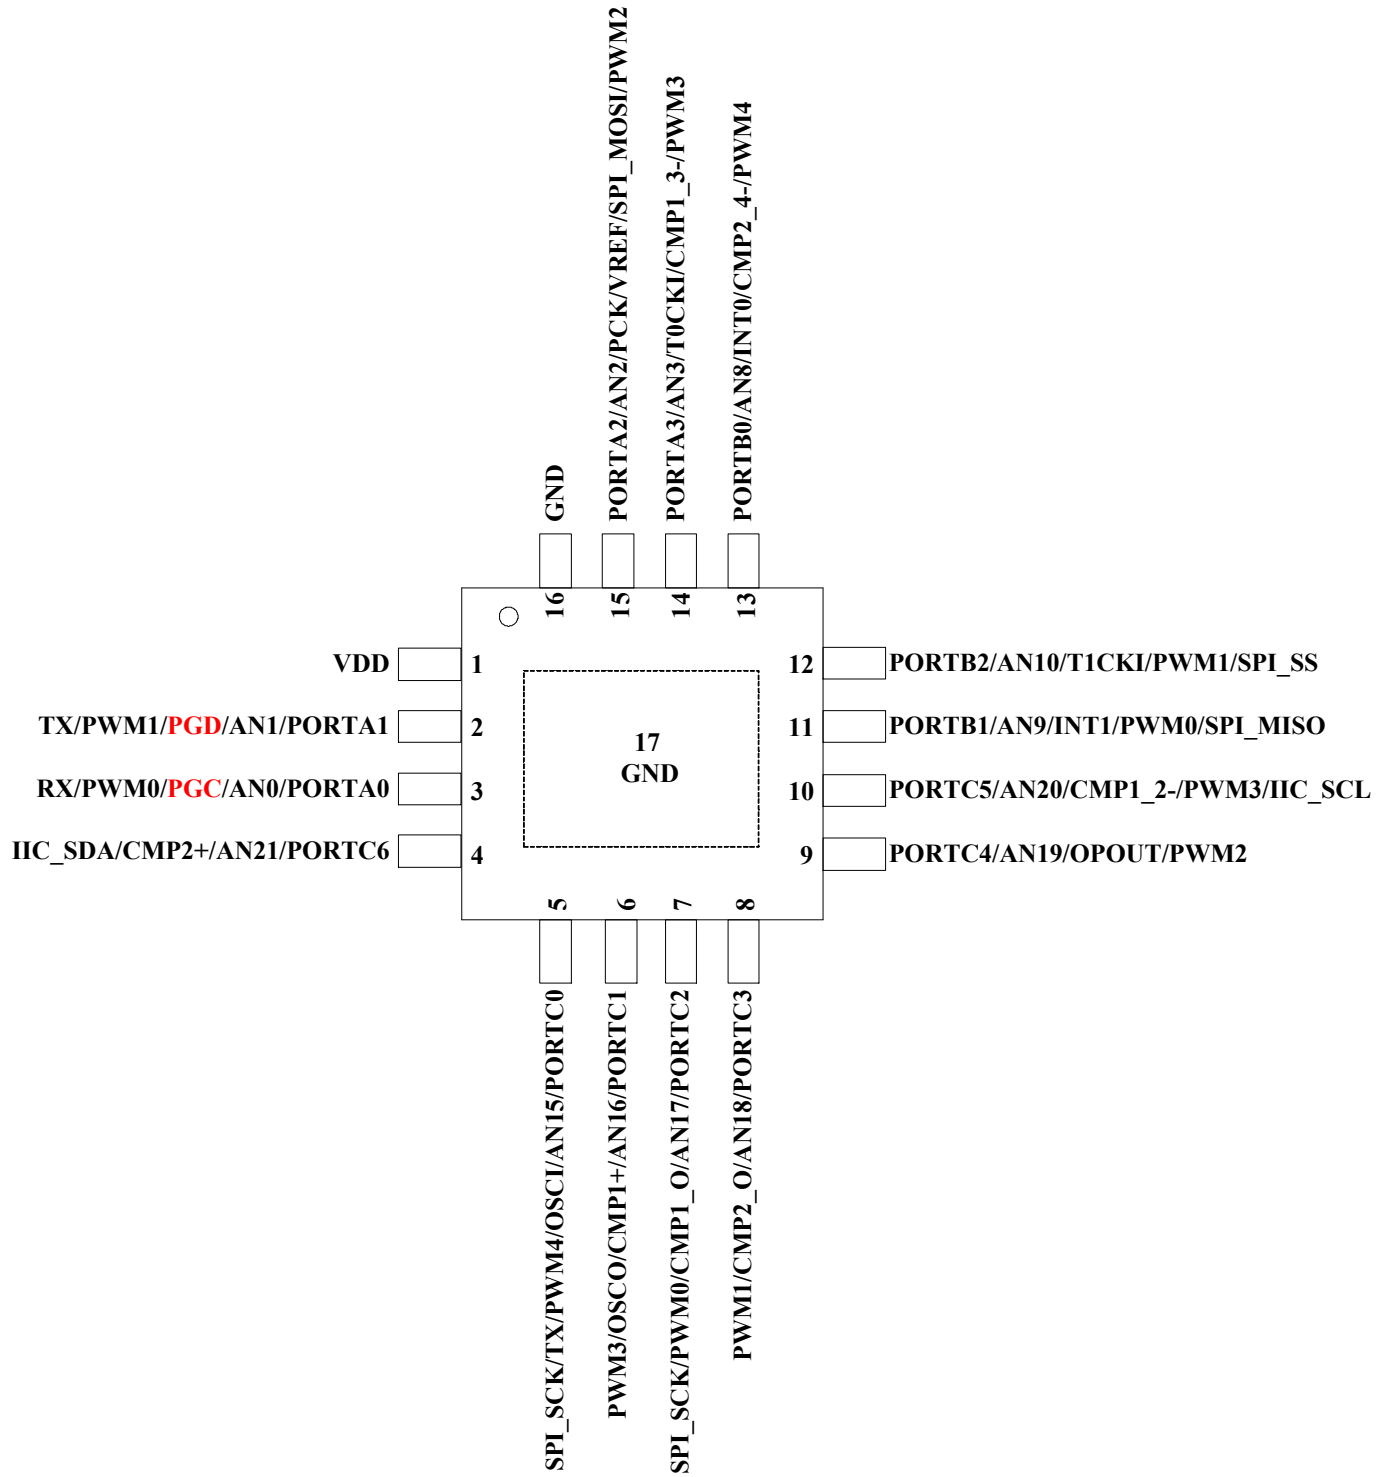 PORTA2/AN2/PCK/VREF/SPI_MOSI/PWM2
PORTA3/AN3/T0CKI/CMP1_3-/PWM3
PORTB0/AN8/INT0/CMP2_4-/PWM4
GND
16
15
14
13
VDD
1
TX/PWM1/PGD/AN1/PORTA1
2
RX/PWM0/PGC/AN0/PORTA0
3
IIC_SDA/CMP2+/AN21/PORTC6
4
17
GND
12
PORTB2/AN10/T1CKI/PWM1/SPI_SS
11
PORTB1/AN9/INT1/PWM0/SPI_MISO
10
PORTC5/AN20/CMP1_2-/PWM3/IIC_SCL
9
PORTC4/AN19/OPOUT/PWM2
5
6
7
8
SPI_SCK/TX/PWM4/OSCI/AN15/PORTC0
PWM3/OSCO/CMP1+/AN16/PORTC1
SPI_SCK/PWM0/CMP1_O/AN17/PORTC2
PWM1/CMP2_O/AN18/PORTC3